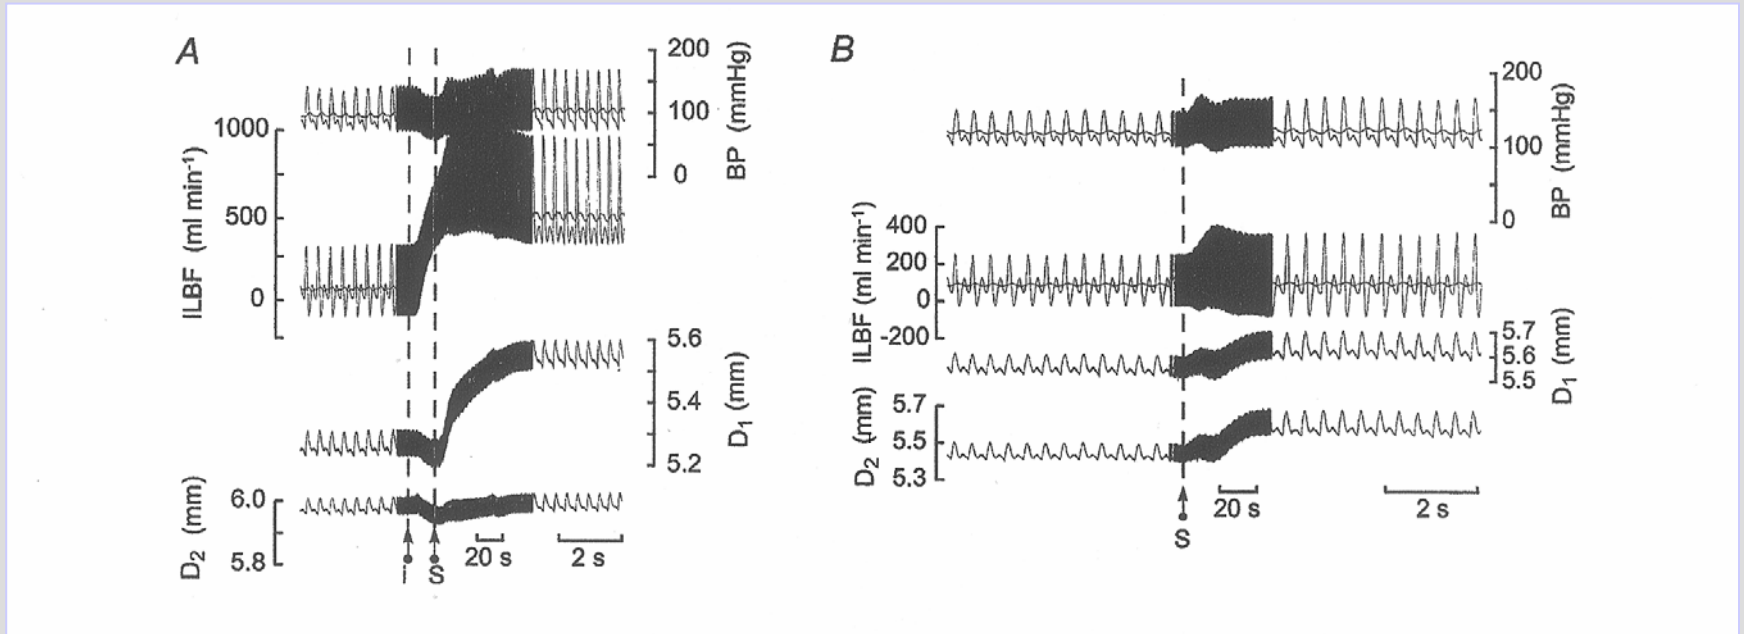 A
200
100
0
BP (mmHg)
1000
500
0
ILBF (ml min⁻¹)
5.6
5.4
5.2
D₁ (mm)
6.0
5.8
D₂ (mm)
i
S
20 s
2 s
B
200
100
0
BP (mmHg)
400
200
0
-200
ILBF (ml min⁻¹)
5.7
5.6
5.5
D₁ (mm)
5.7
5.5
5.3
D₂ (mm)
S
20 s
2 s